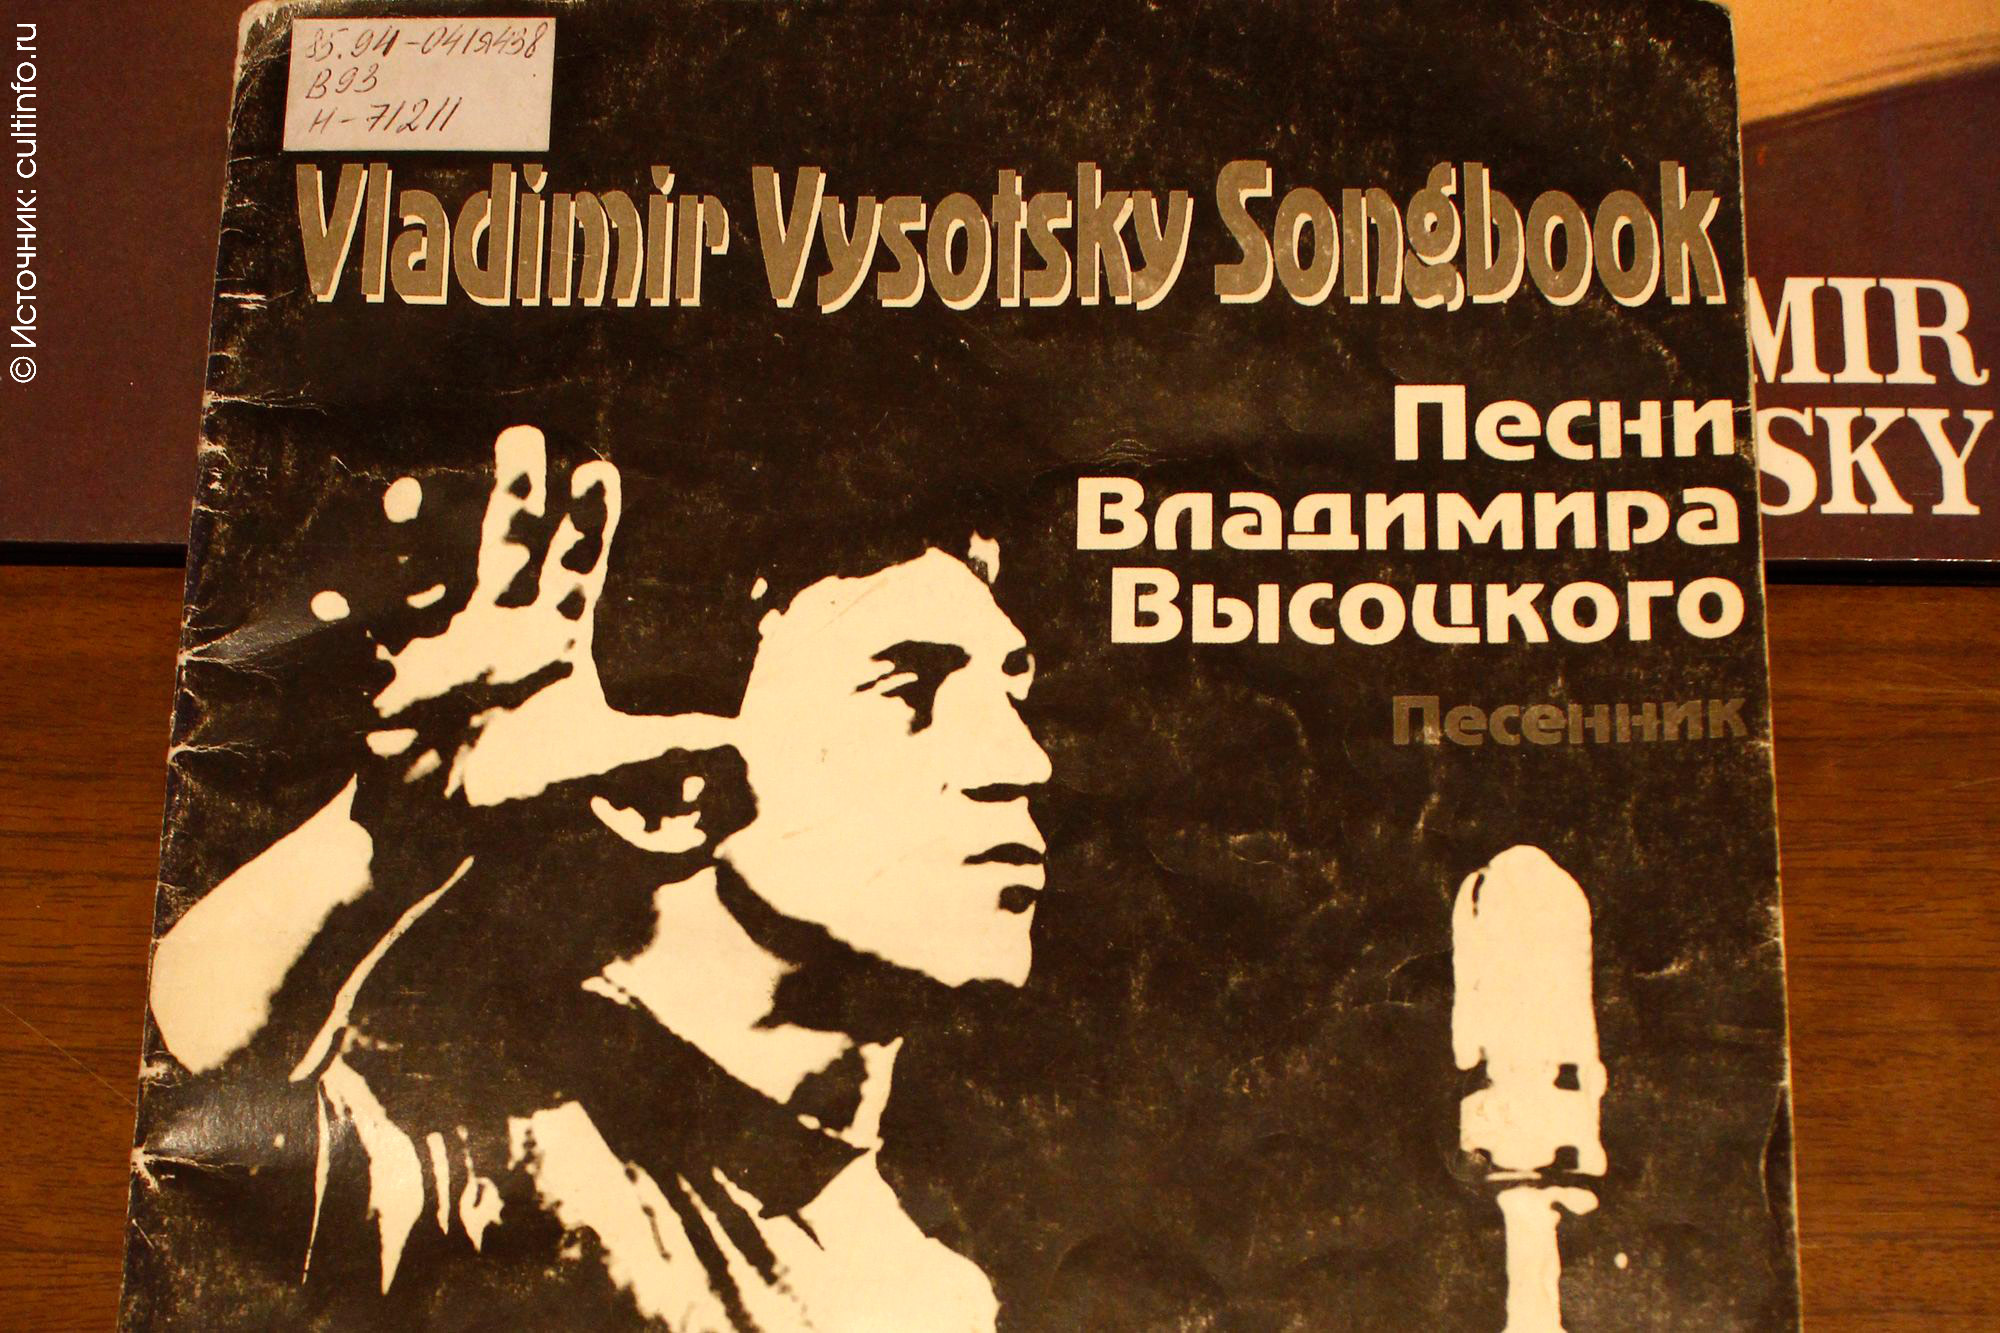 © Источник: cultinfo.ru
85.94-04я438
В93
Н-71211
Vladimir Vysotsky Songbook
Песни
Владимира
Высоцкого
Песенник
MIR
SKY